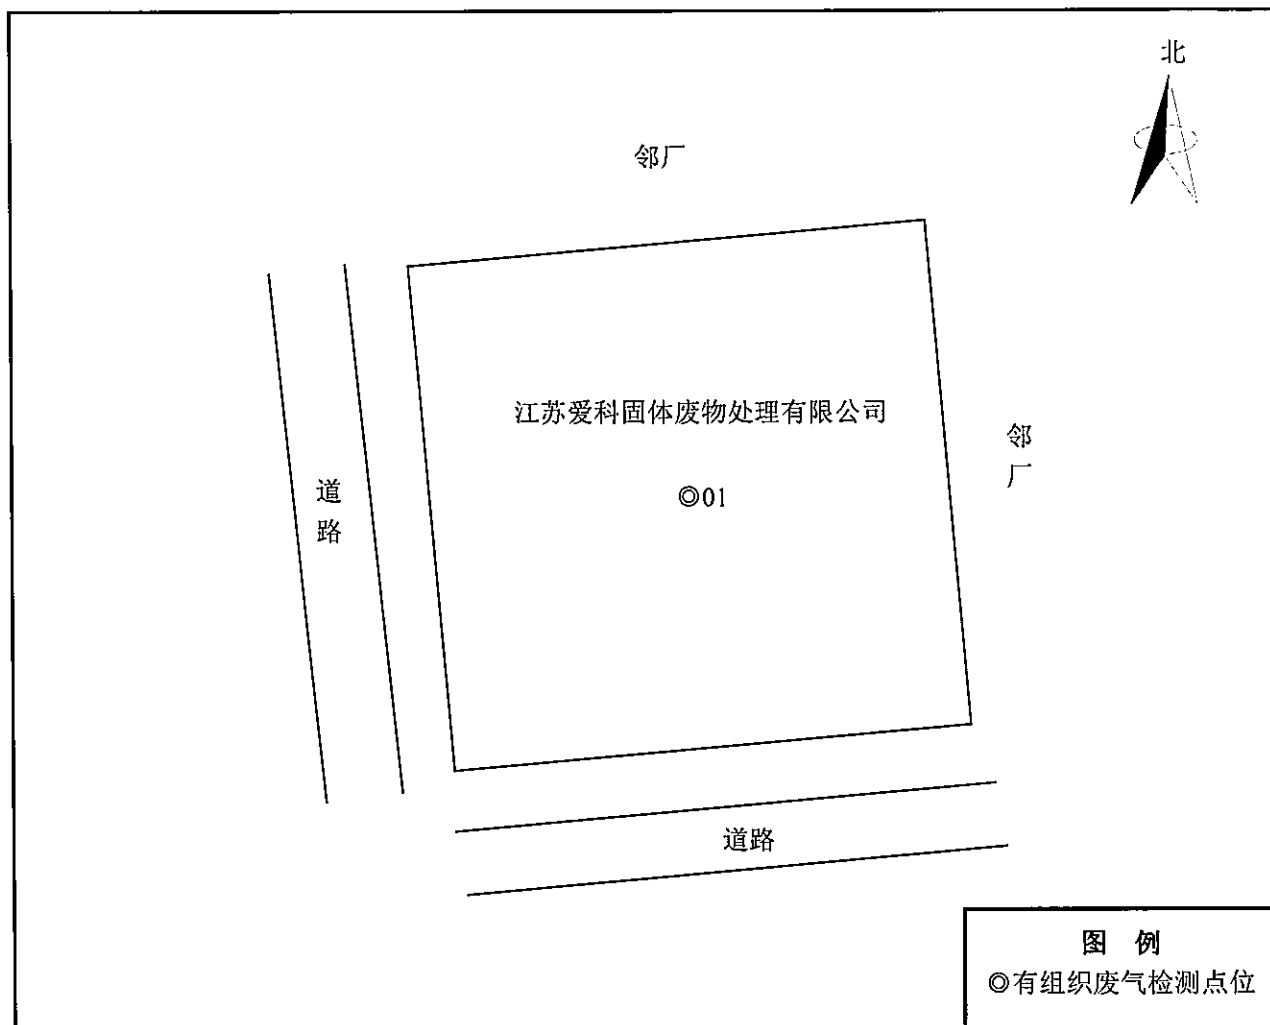 北
邻厂
江苏爱科固体废物处理有限公司
邻
厂
道
路
◎01
道路
图 例
◎有组织废气检测点位